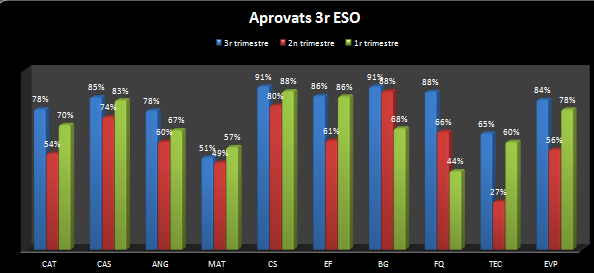 Aprovats 3r ESO
3r trimestre 2n trimestre 1r trimestre
78% 54% 70% 85% 74% 83% 78% 60% 67% 51% 49% 57% 91% 80% 88% 86% 61% 86% 91% 88% 68% 88% 66% 44% 65% 27% 60% 84% 56% 78%
CAT CAS ANG MAT CS EF BG FQ TEC EVP